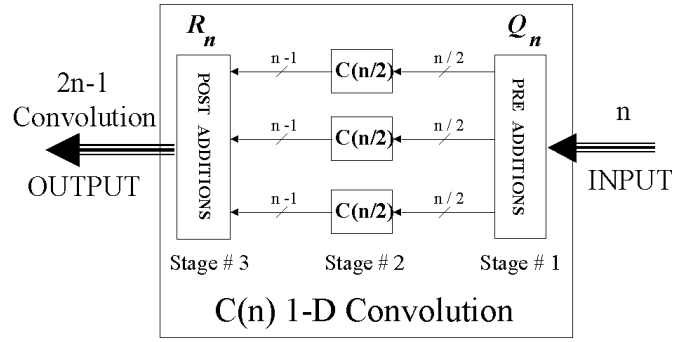 R_n
Q_n
2n-1
Convolution
OUTPUT
POST ADDITIONS
n -1
C(n/2)
n / 2
n -1
C(n/2)
n / 2
n -1
C(n/2)
n / 2
PRE ADDITIONS
n
INPUT
Stage # 3
Stage # 2
Stage # 1
C(n) 1-D Convolution